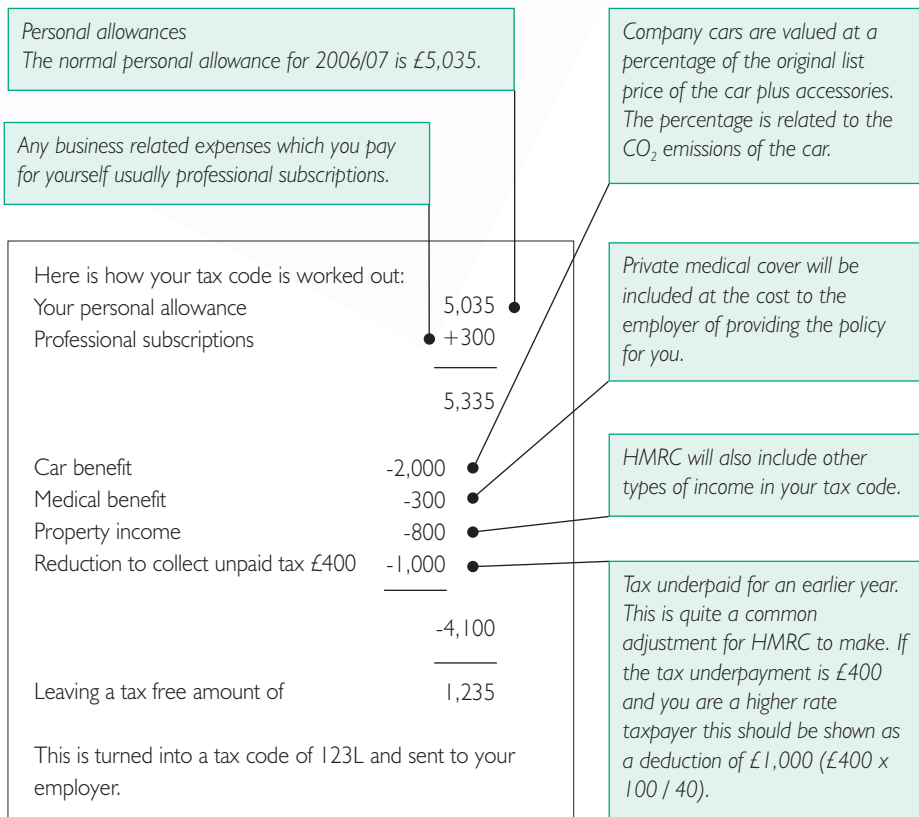 Personal allowances
The normal personal allowance for 2006/07 is £5,035.
Any business related expenses which you pay
for yourself usually professional subscriptions.
Company cars are valued at a
percentage of the original list
price of the car plus accessories.
The percentage is related to the
CO2 emissions of the car.
Here is how your tax code is worked out:
Your personal allowance 5,035
Professional subscriptions +300
5,335
Car benefit -2,000
Medical benefit -300
Property income -800
Reduction to collect unpaid tax £400 -1,000
-4,100
Leaving a tax free amount of 1,235
This is turned into a tax code of 123L and sent to your
employer.
Private medical cover will be
included at the cost to the
employer of providing the policy
for you.
HMRC will also include other
types of income in your tax code.
Tax underpaid for an earlier year.
This is quite a common
adjustment for HMRC to make. If
the tax underpayment is £400
and you are a higher rate
taxpayer this should be shown as
a deduction of £1,000 (£400 x
100 / 40).